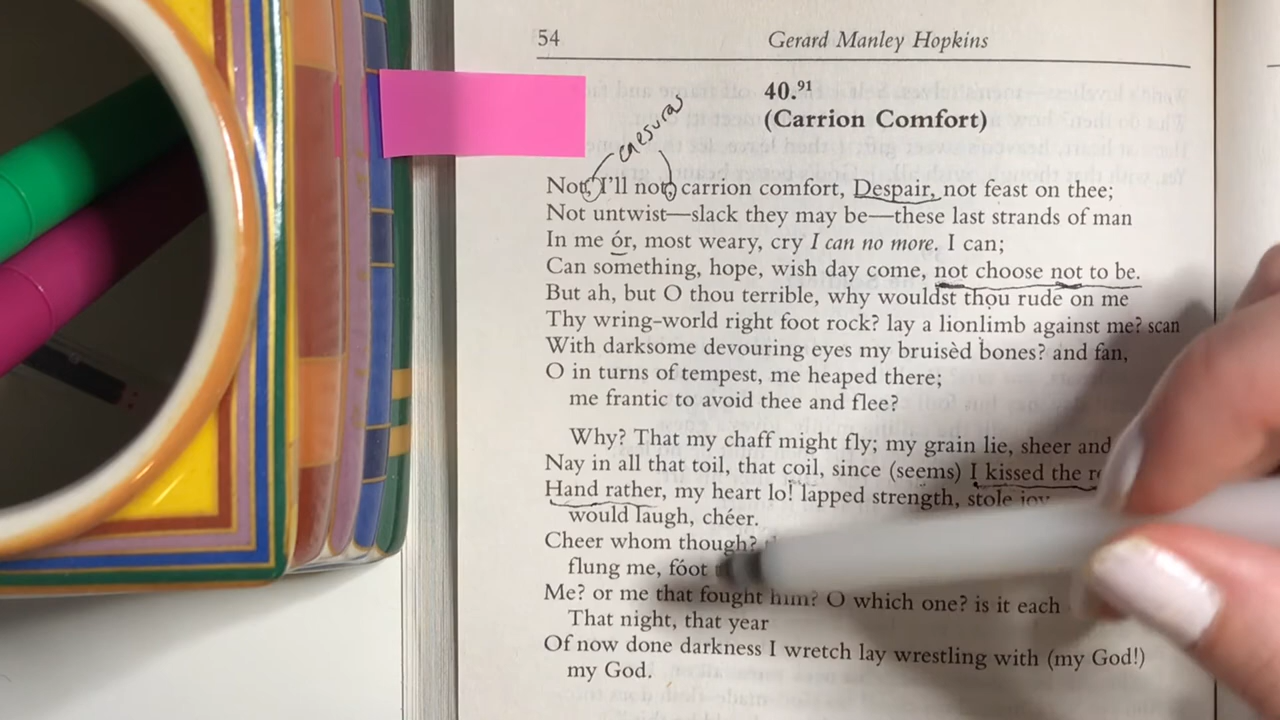 54 Gerard Manley Hopkins
40.91
(Carrion Comfort)
caesurae
Not, I'll not, carrion comfort, Despair, not feast on thee;
Not untwist—slack they may be—these last strands of man
In me ór, most weary, cry I can no more. I can;
Can something, hope, wish day come, not choose not to be.
But ah, but O thou terrible, why wouldst thou rude on me
Thy wring-world right foot rock? lay a lionlimb against me? scan
With darksome devouring eyes my bruisèd bones? and fan,
O in turns of tempest, me heaped there;
me frantic to avoid thee and flee?
Why? That my chaff might fly; my grain lie, sheer and
Nay in all that toil, that coil, since (seems) I kissed the
Hand rather, my heart lo! lapped strength, stole joy
would laugh, chéer.
Cheer whom though?
flung me, fóot
Me? or me that fought him? O which one? is it each
That night, that year
Of now done darkness I wretch lay wrestling with (my God!)
my God.